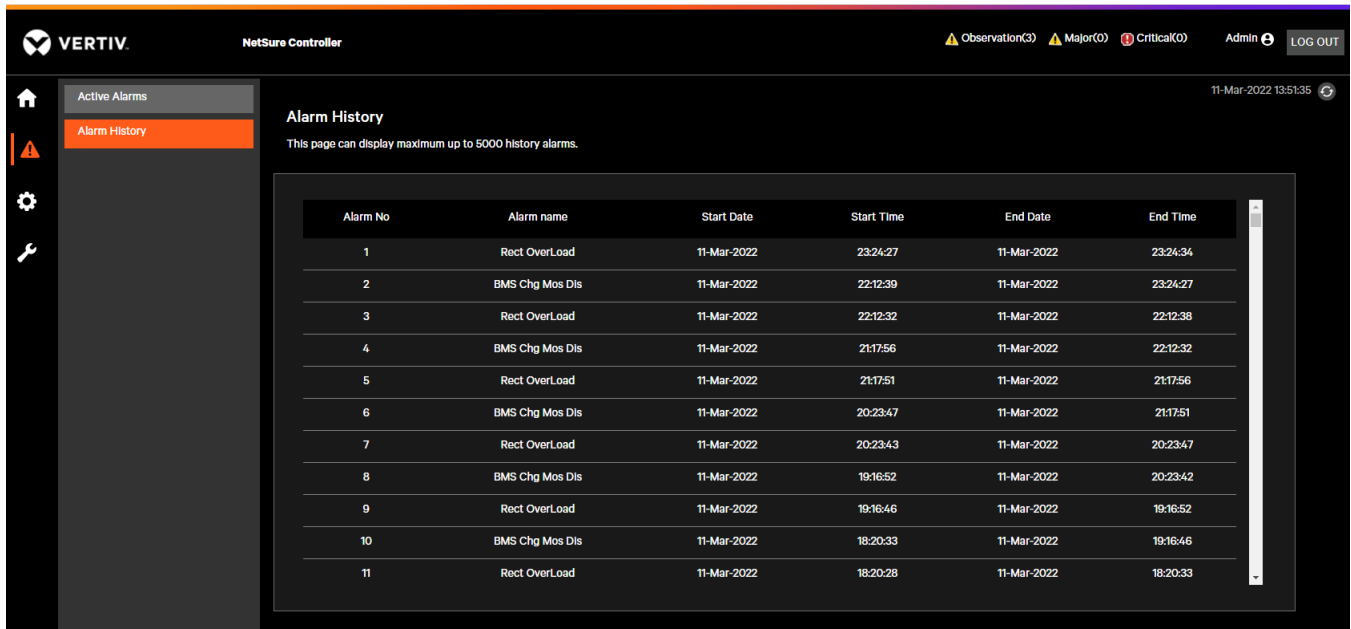 VERTIV.
NetSure Controller
Observation(3) Major(0) Critical(0) Admin LOG OUT
11-Mar-2022 13:51:35
Active Alarms
Alarm History
Alarm History
This page can display maximum up to 5000 history alarms.
Alarm No Alarm name Start Date Start Time End Date End Time
1 Rect OverLoad 11-Mar-2022 23:24:27 11-Mar-2022 23:24:34
2 BMS Chg Mos Dis 11-Mar-2022 22:12:39 11-Mar-2022 23:24:27
3 Rect OverLoad 11-Mar-2022 22:12:32 11-Mar-2022 22:12:38
4 BMS Chg Mos Dis 11-Mar-2022 21:17:56 11-Mar-2022 22:12:32
5 Rect OverLoad 11-Mar-2022 21:17:51 11-Mar-2022 21:17:56
6 BMS Chg Mos Dis 11-Mar-2022 20:23:47 11-Mar-2022 21:17:51
7 Rect OverLoad 11-Mar-2022 20:23:43 11-Mar-2022 20:23:47
8 BMS Chg Mos Dis 11-Mar-2022 19:16:52 11-Mar-2022 20:23:42
9 Rect OverLoad 11-Mar-2022 19:16:46 11-Mar-2022 19:16:52
10 BMS Chg Mos Dis 11-Mar-2022 18:20:33 11-Mar-2022 19:16:46
11 Rect OverLoad 11-Mar-2022 18:20:28 11-Mar-2022 18:20:33